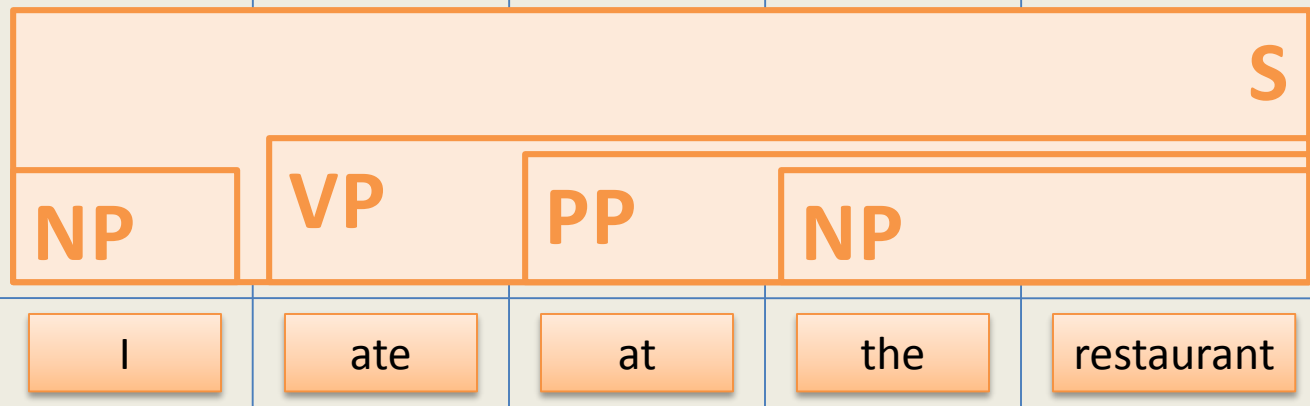 S
NP VP PP NP
I ate at the restaurant